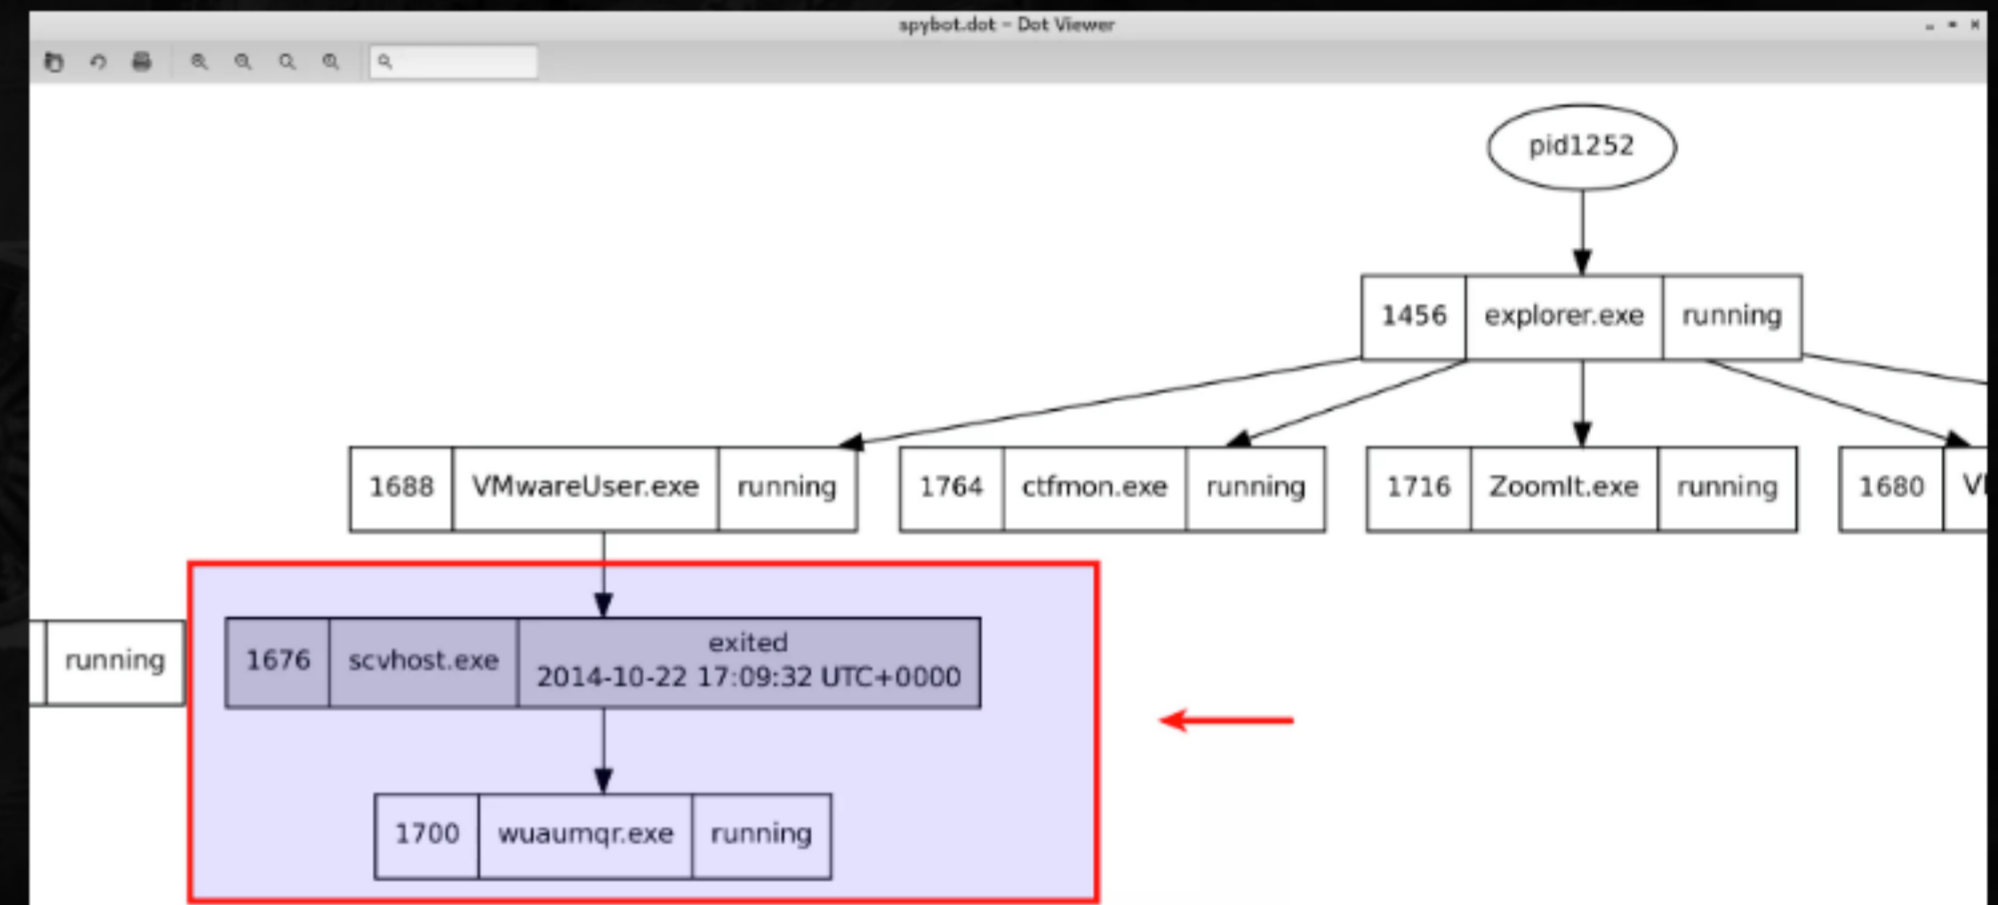 spybot.dot - Dot Viewer
pid1252
1456 explorer.exe running
1688 VMwareUser.exe running
1764 ctfmon.exe running
1716 ZoomIt.exe running
1680
running
1676 scvhost.exe exited
2014-10-22 17:09:32 UTC+0000
1700 wuaumqr.exe running